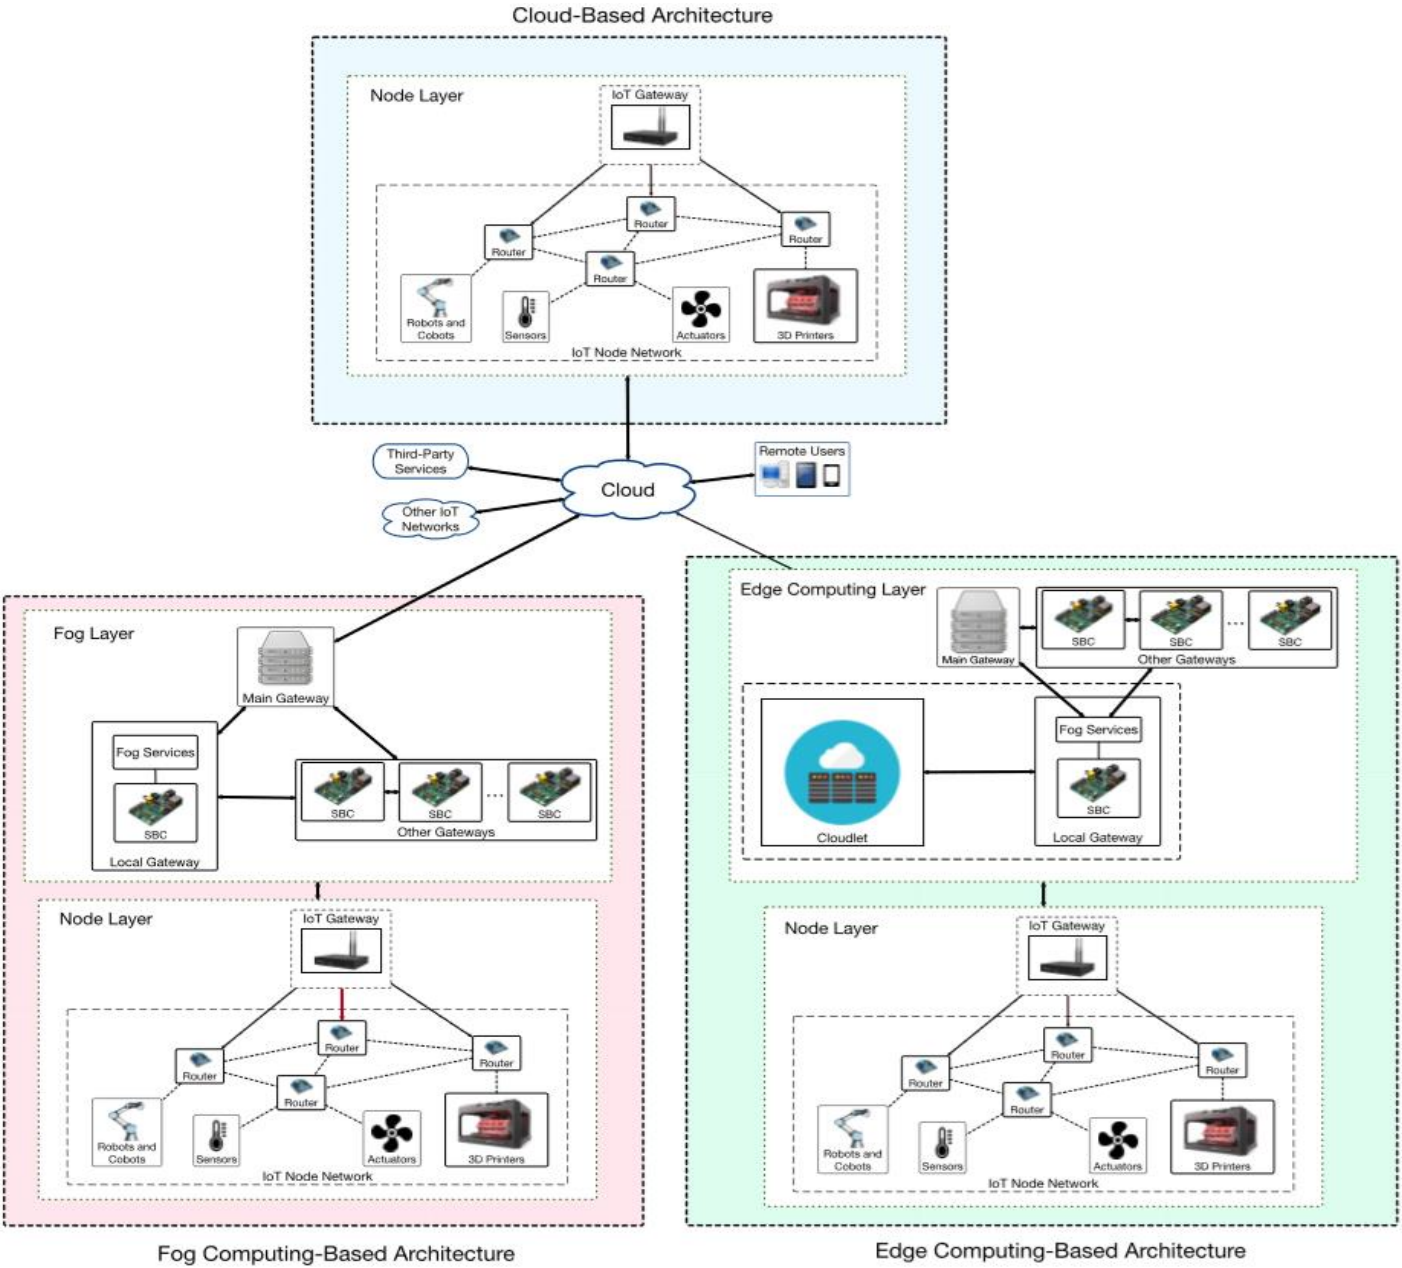 Cloud-Based Architecture
Node Layer
IoT Gateway
Router
Router
Router
Router
Robots and
Cobots
Sensors
Actuators
3D Printers
IoT Node Network
Third-Party
Services
Remote Users
Cloud
Other IoT
Networks
Fog Layer
Main Gateway
Fog Services
SBC
Local Gateway
SBC
SBC
...
SBC
Other Gateways
Node Layer
IoT Gateway
Router
Router
Router
Router
Robots and
Cobots
Sensors
Actuators
3D Printers
IoT Node Network
Fog Computing-Based Architecture
Edge Computing Layer
Main Gateway
SBC
SBC
...
SBC
Other Gateways
Fog Services
SBC
Local Gateway
Cloudlet
Node Layer
IoT Gateway
Router
Router
Router
Router
Robots and
Cobots
Sensors
Actuators
3D Printers
IoT Node Network
Edge Computing-Based Architecture